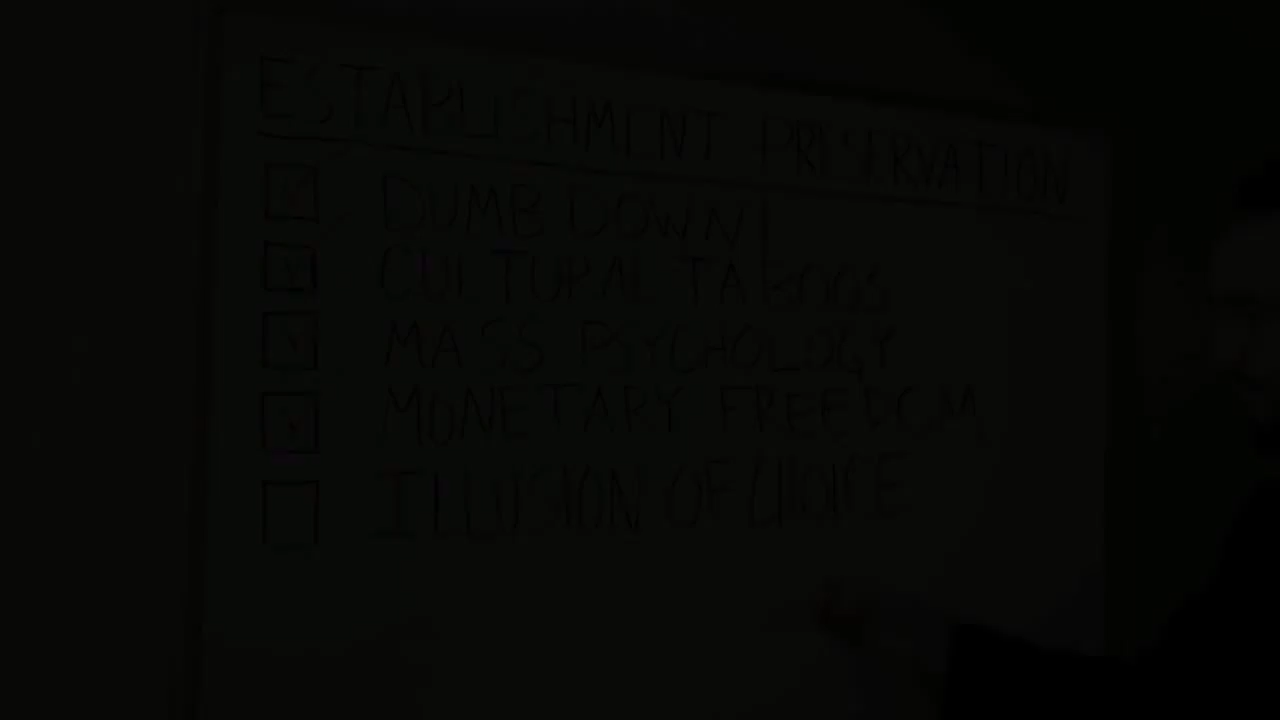 ESTABLISHMENT PRESERVATION
DUMB DOWN
CULTURAL TABOOS
MASS PSYCHOLOGY
MONETARY FREEDOM
ILLUSION OF CHOICE